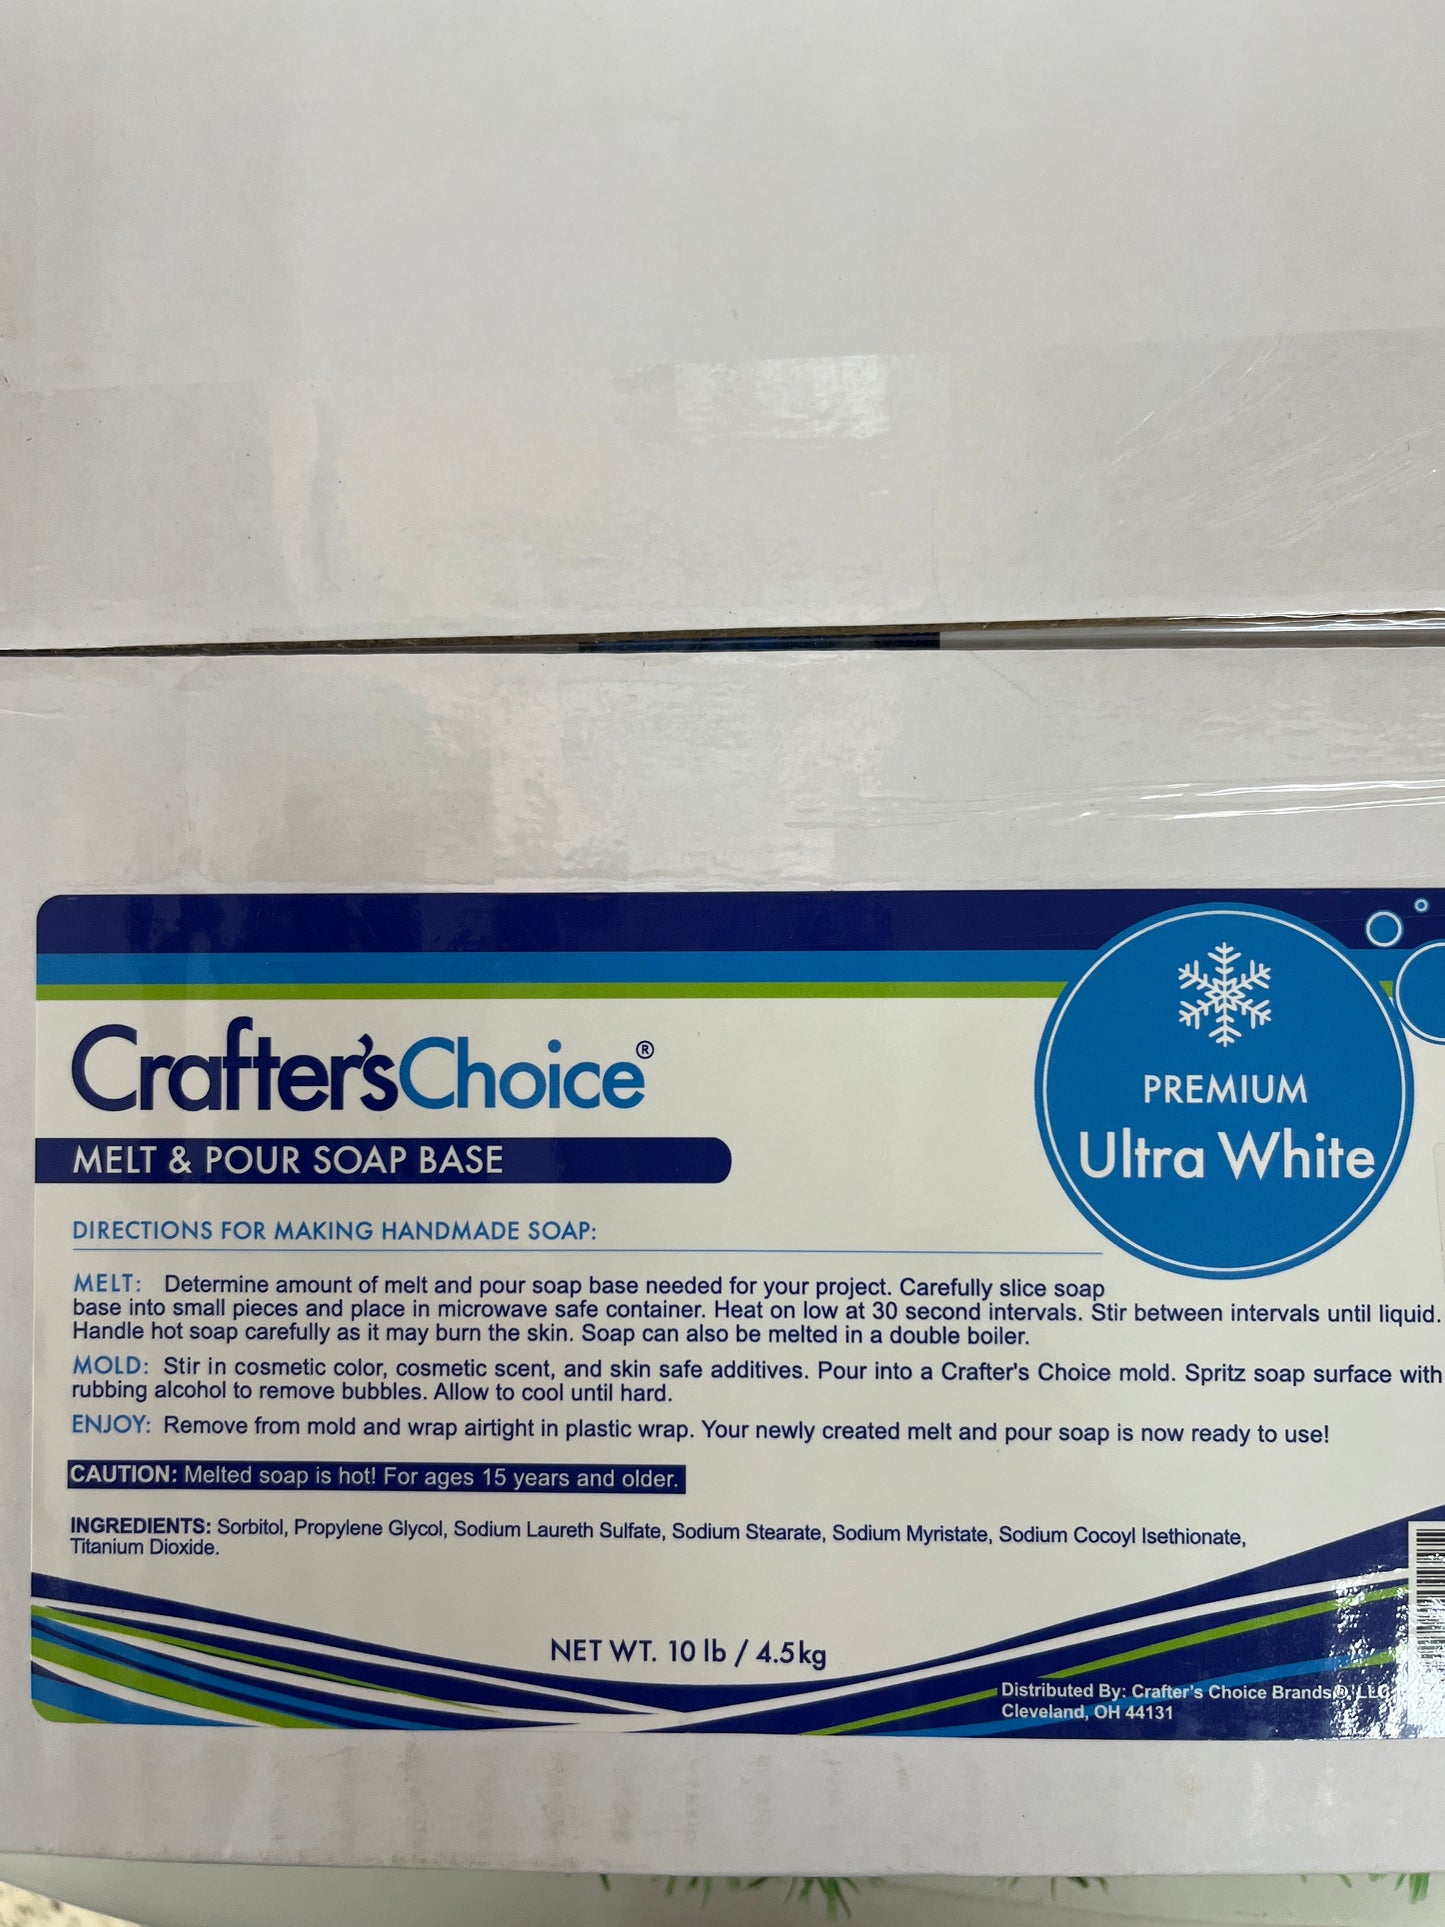 Crafter'sChoice®
MELT & POUR SOAP BASE
PREMIUM
Ultra White
DIRECTIONS FOR MAKING HANDMADE SOAP:
MELT: Determine amount of melt and pour soap base needed for your project. Carefully slice soap
base into small pieces and place in microwave safe container. Heat on low at 30 second intervals. Stir between intervals until liquid.
Handle hot soap carefully as it may burn the skin. Soap can also be melted in a double boiler.
MOLD: Stir in cosmetic color, cosmetic scent, and skin safe additives. Pour into a Crafter's Choice mold. Spritz soap surface with
rubbing alcohol to remove bubbles. Allow to cool until hard.
ENJOY: Remove from mold and wrap airtight in plastic wrap. Your newly created melt and pour soap is now ready to use!
CAUTION: Melted soap is hot! For ages 15 years and older.
INGREDIENTS: Sorbitol, Propylene Glycol, Sodium Laureth Sulfate, Sodium Stearate, Sodium Myristate, Sodium Cocoyl Isethionate,
Titanium Dioxide.
NET WT. 10 lb / 4.5kg
Distributed By: Crafter's Choice Brands®, LLC
Cleveland, OH 44131